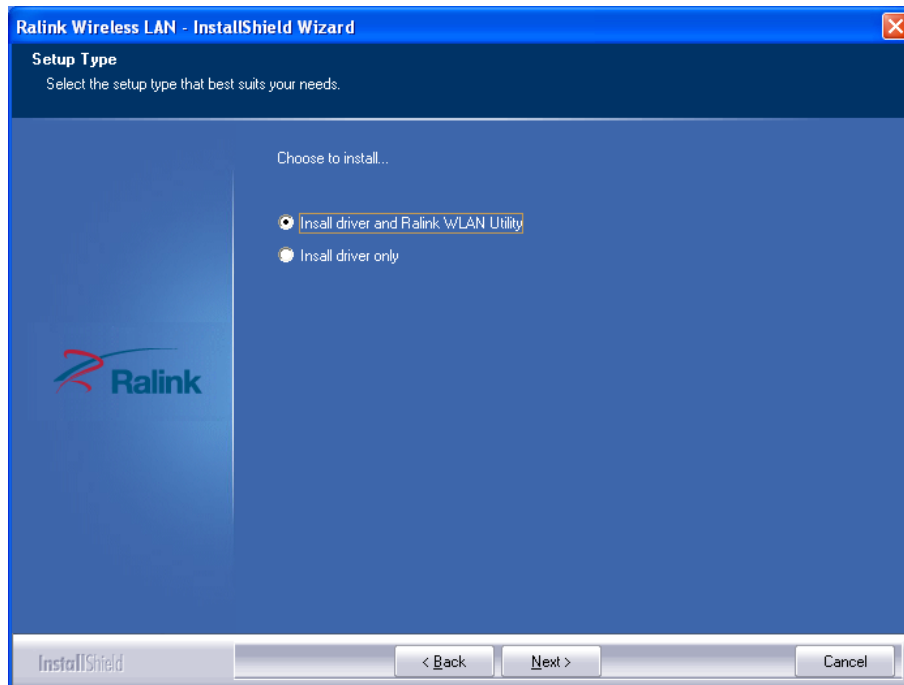 Ralink Wireless LAN - InstallShield Wizard
Setup Type
Select the setup type that best suits your needs.
Choose to install...
Insall driver and Ralink WLAN Utility
Insall driver only
Ralink
InstallShield
< Back
Next >
Cancel